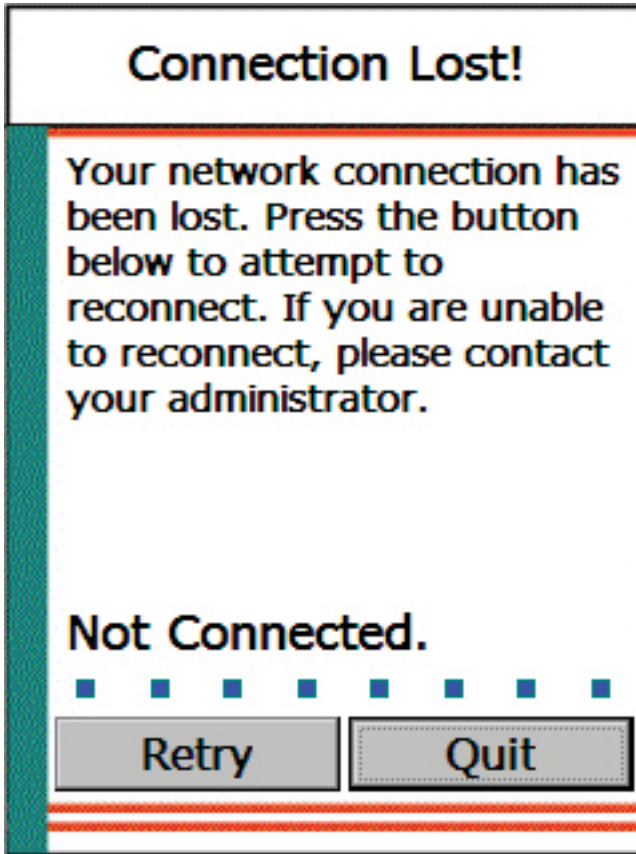 Connection Lost!
Your network connection has
been lost. Press the button
below to attempt to
reconnect. If you are unable
to reconnect, please contact
your administrator.
Not Connected.
Retry Quit